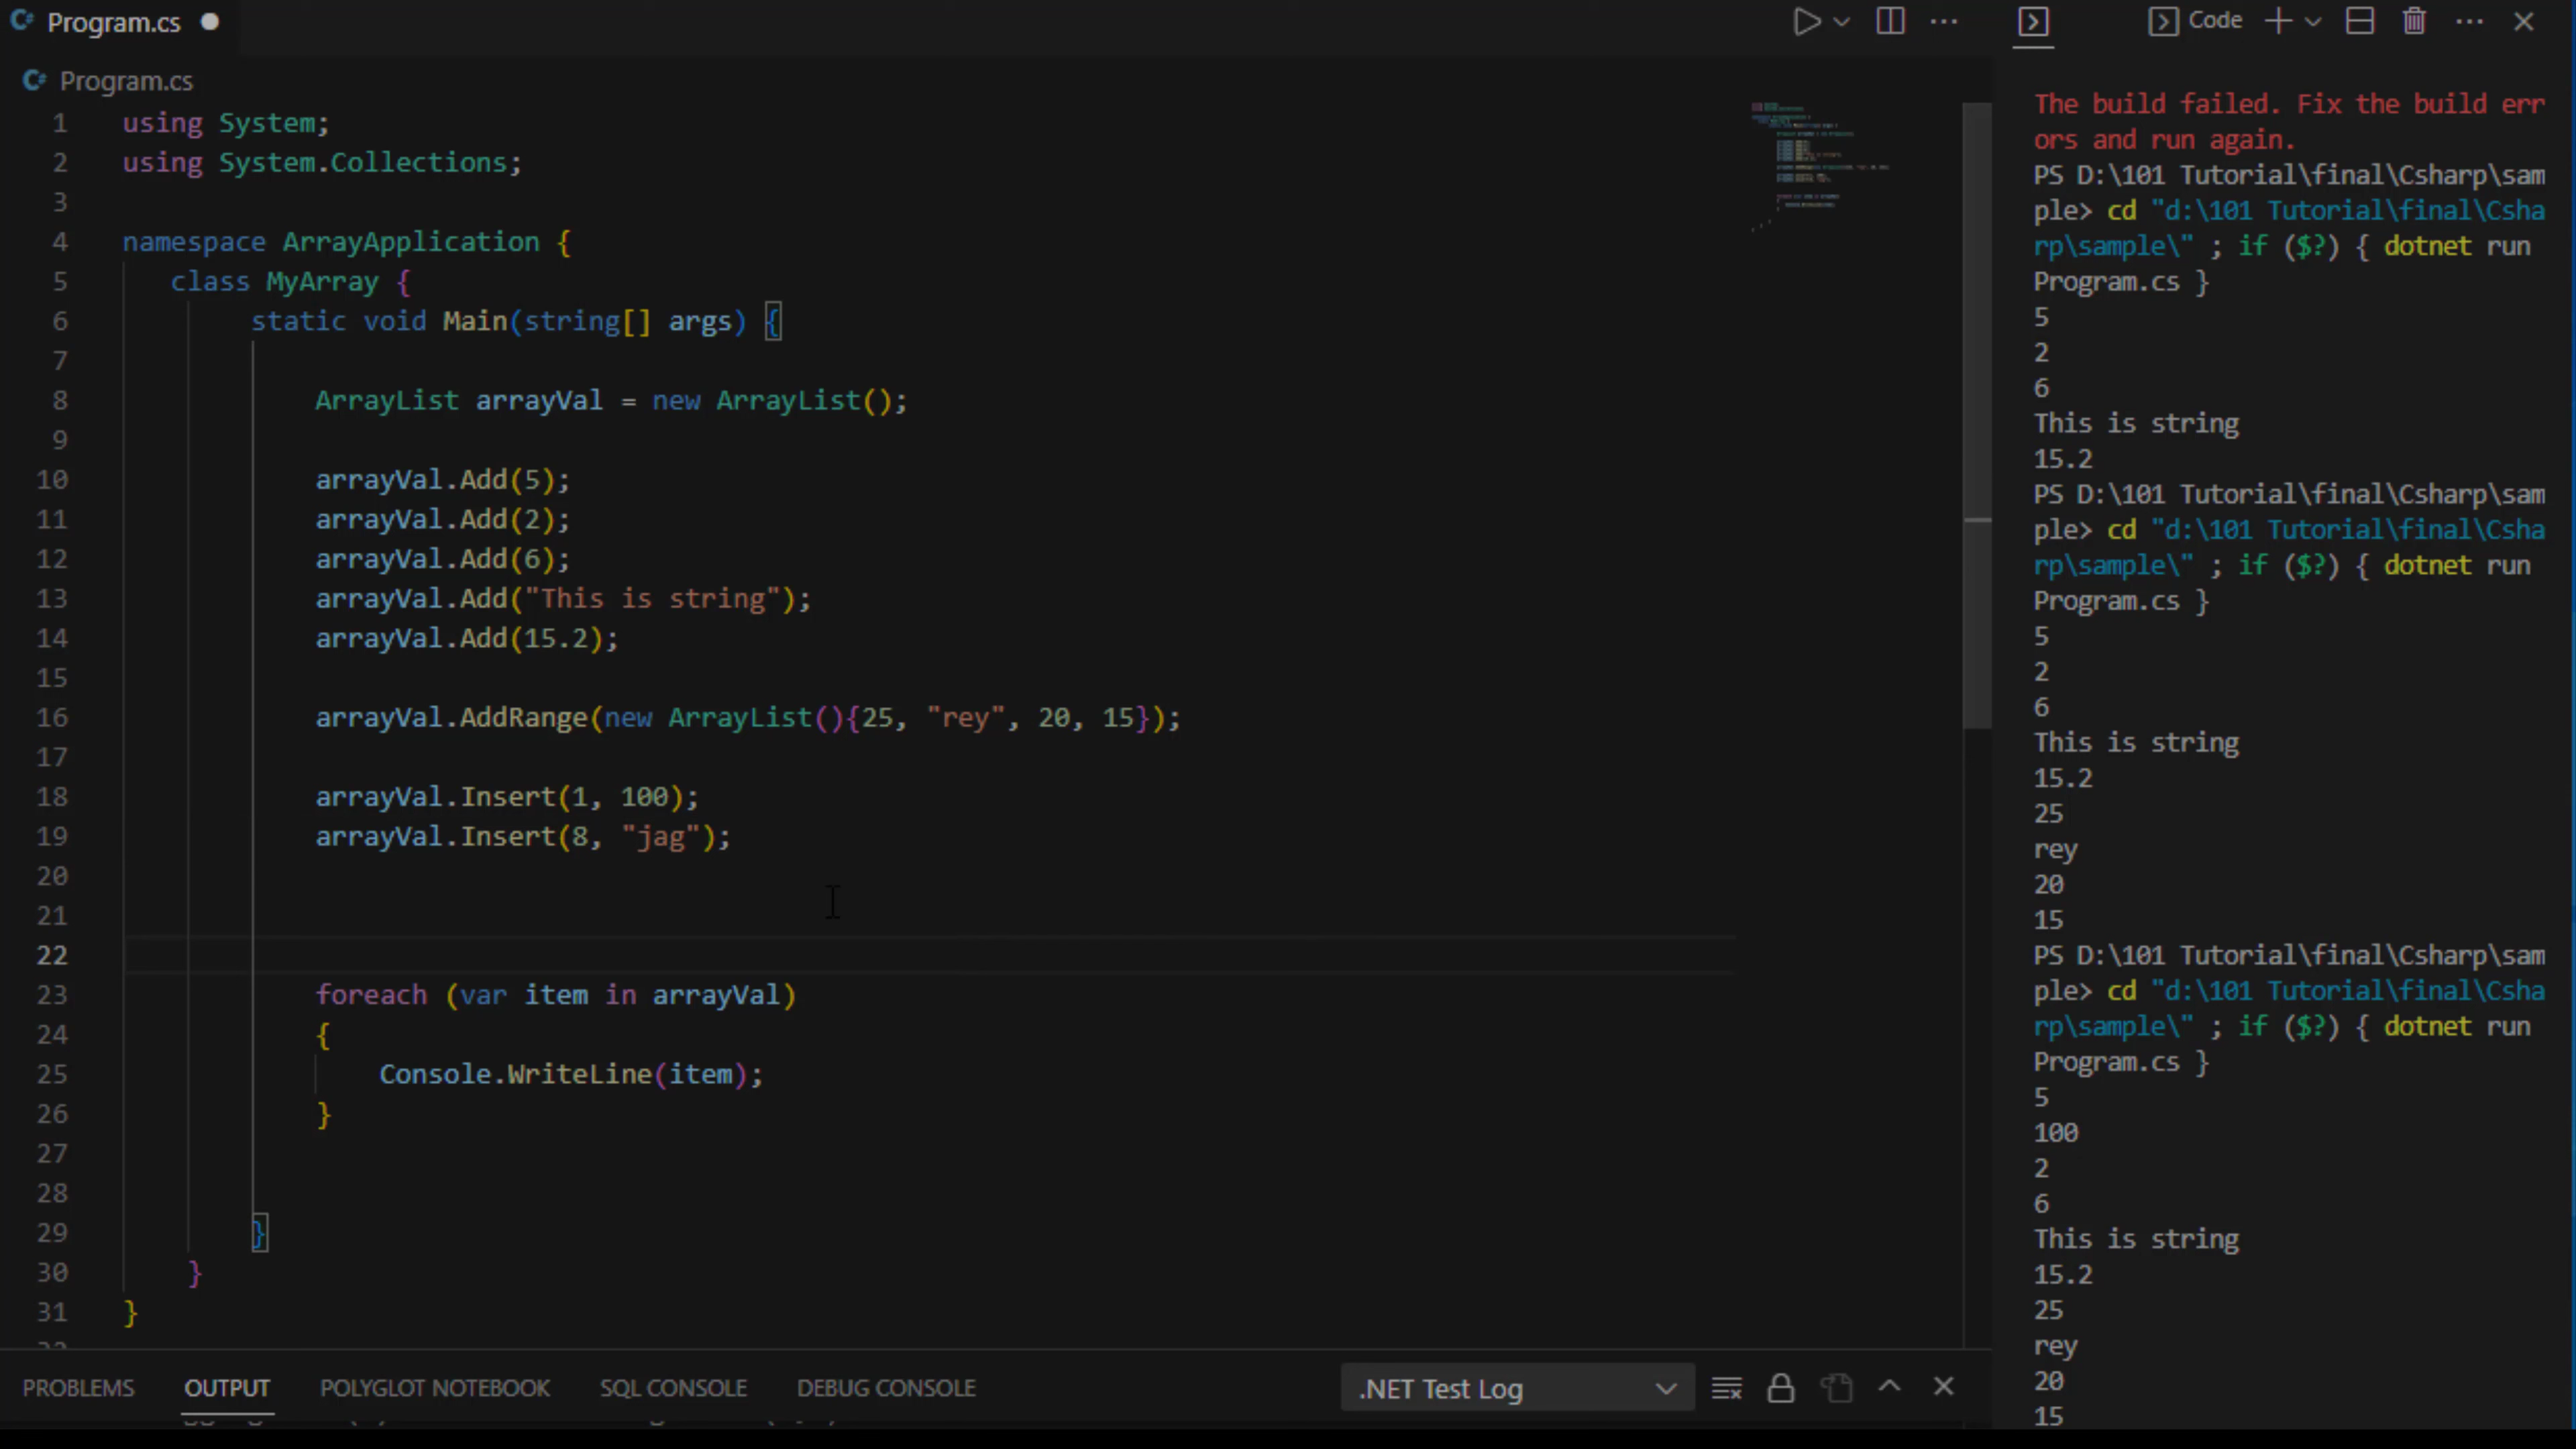 Program.cs
Program.cs
1 using System;
2 using System.Collections;
3
4 namespace ArrayApplication {
5 class MyArray {
6 static void Main(string[] args) {
7
8 ArrayList arrayVal = new ArrayList();
9
10 arrayVal.Add(5);
11 arrayVal.Add(2);
12 arrayVal.Add(6);
13 arrayVal.Add("This is string");
14 arrayVal.Add(15.2);
15
16 arrayVal.AddRange(new ArrayList(){25, "rey", 20, 15});
17
18 arrayVal.Insert(1, 100);
19 arrayVal.Insert(8, "jag");
20
21
22
23 foreach (var item in arrayVal)
24 {
25 Console.WriteLine(item);
26 }
27
28
29 }
30 }
31 }
PROBLEMS OUTPUT POLYGLOT NOTEBOOK SQL CONSOLE DEBUG CONSOLE .NET Test Log
Code
The build failed. Fix the build err
ors and run again.
PS D:\101 Tutorial\final\Csharp\sam
ple> cd "d:\101 Tutorial\final\Csha
rp\sample\" ; if ($?) { dotnet run
Program.cs }
5
2
6
This is string
15.2
PS D:\101 Tutorial\final\Csharp\sam
ple> cd "d:\101 Tutorial\final\Csha
rp\sample\" ; if ($?) { dotnet run
Program.cs }
5
2
6
This is string
15.2
25
rey
20
15
PS D:\101 Tutorial\final\Csharp\sam
ple> cd "d:\101 Tutorial\final\Csha
rp\sample\" ; if ($?) { dotnet run
Program.cs }
5
100
2
6
This is string
15.2
25
rey
20
15